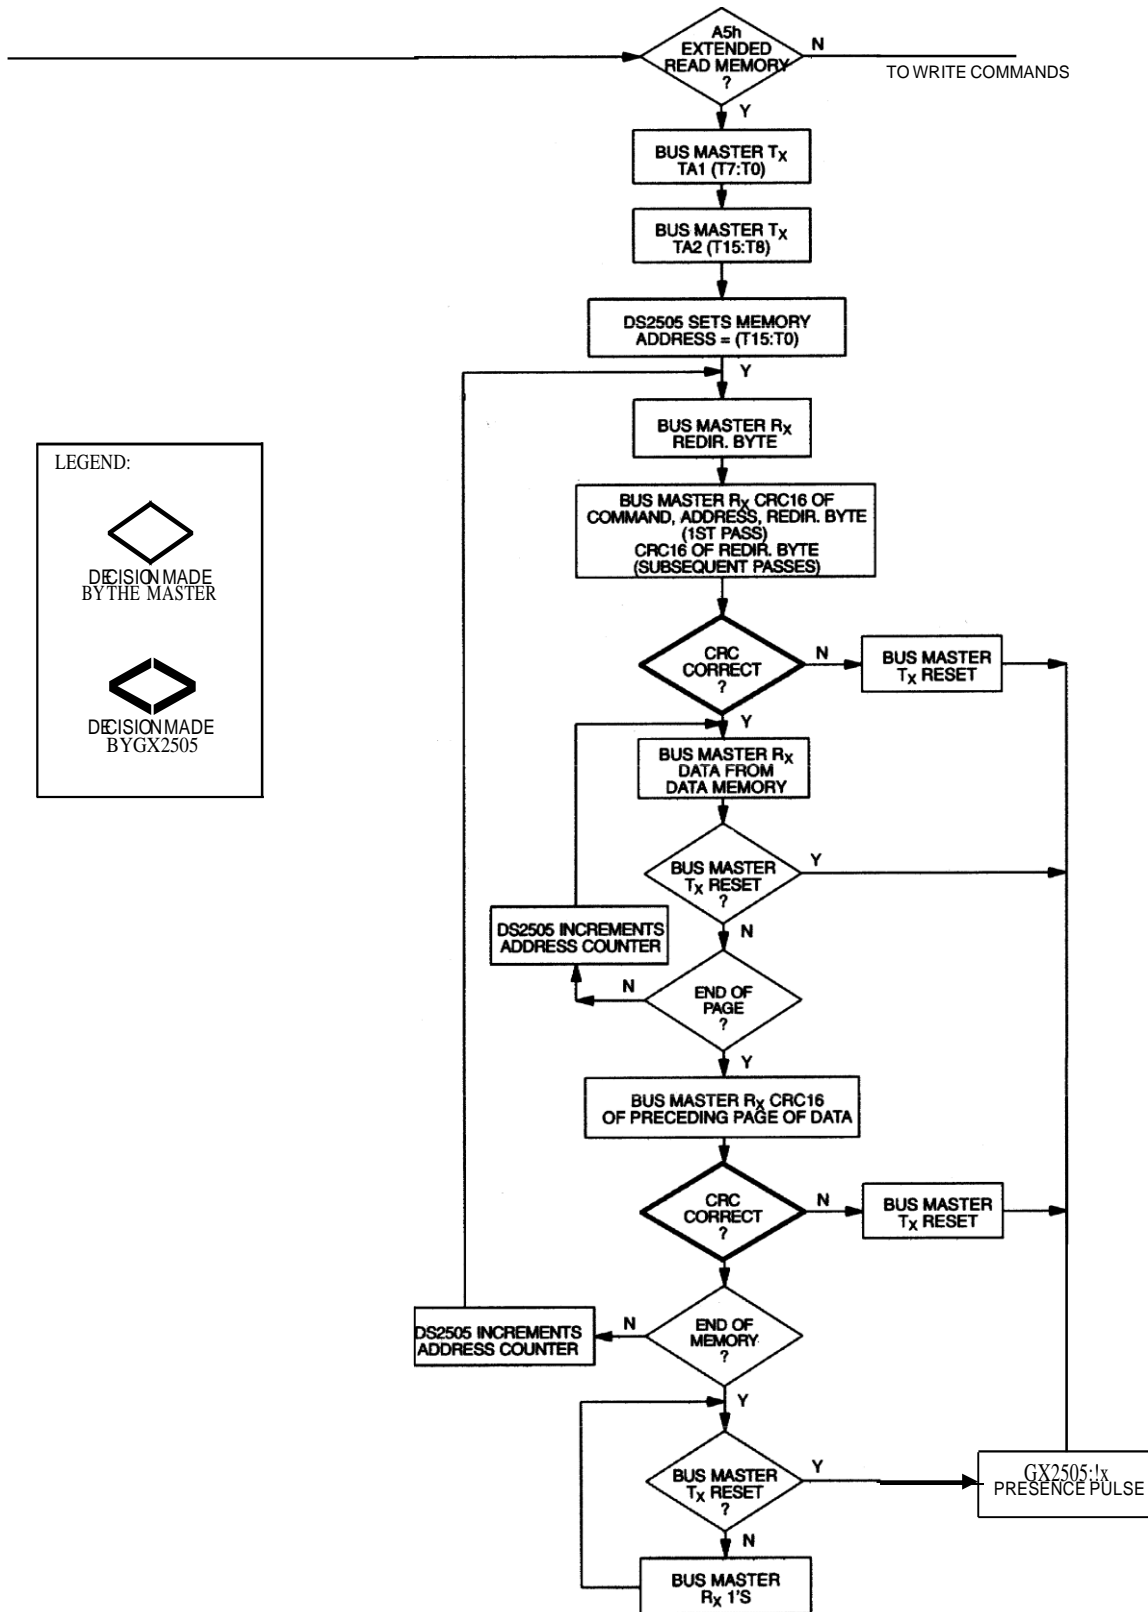 A5h
EXTENDED
READ MEMORY
?
N
TO WRITE COMMANDS
Y
BUS MASTER TX
TA1 (T7:T0)
BUS MASTER TX
TA2 (T15:T8)
DS2505 SETS MEMORY
ADDRESS = (T15:T0)
Y
BUS MASTER RX
REDIR. BYTE
LEGEND:
DECISION MADE
BY THE MASTER
DECISION MADE
BY GX2505
BUS MASTER RX CRC16 OF
COMMAND, ADDRESS, REDIR. BYTE
(1ST PASS)
CRC16 OF REDIR. BYTE
(SUBSEQUENT PASSES)
CRC
CORRECT
?
N
BUS MASTER
TX RESET
Y
BUS MASTER RX
DATA FROM
DATA MEMORY
BUS MASTER
TX RESET
?
Y
N
DS2505 INCREMENTS
ADDRESS COUNTER
N
END OF
PAGE
?
Y
BUS MASTER RX CRC16
OF PRECEDING PAGE OF DATA
CRC
CORRECT
?
N
BUS MASTER
TX RESET
DS2505 INCREMENTS
ADDRESS COUNTER
N
END OF
MEMORY
?
Y
BUS MASTER
TX RESET
?
Y
GX2505:!x
PRESENCE PULSE
N
BUS MASTER
RX 1'S